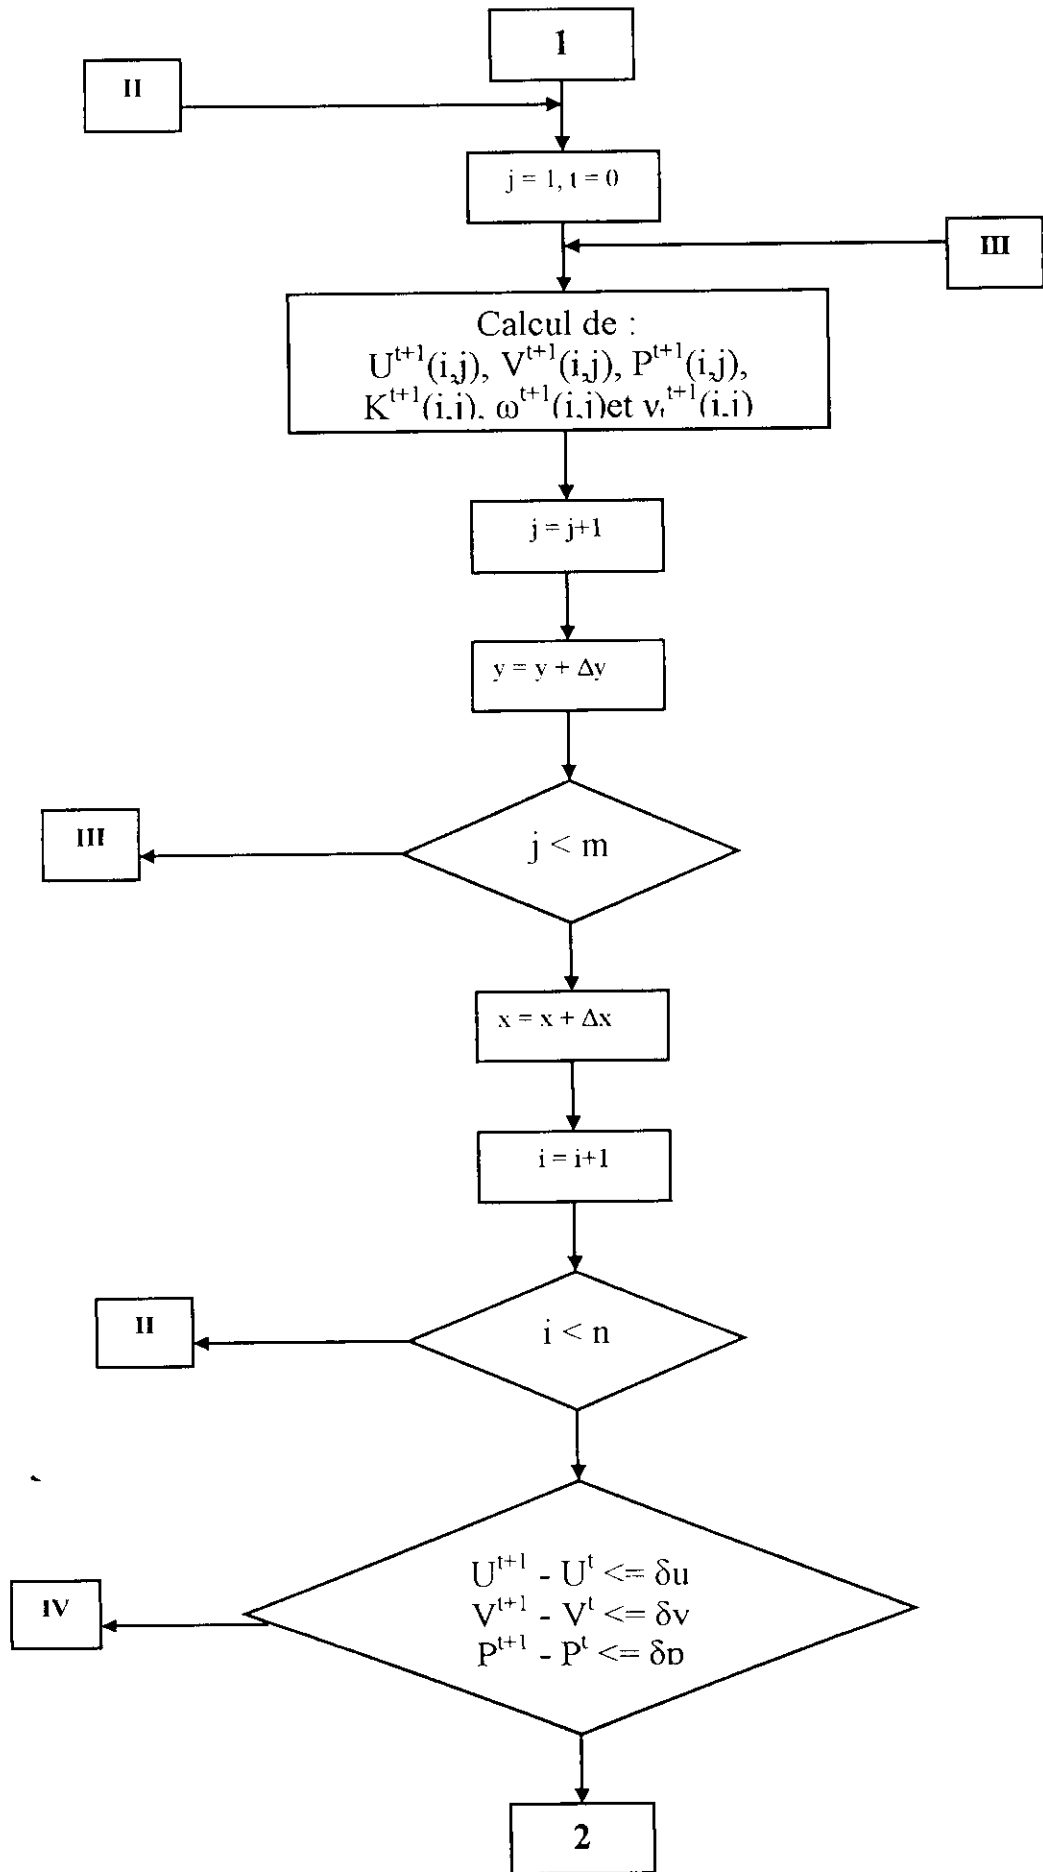 1
II
j = 1, t = 0
III
Calcul de :
U^{t+1}(i,j), V^{t+1}(i,j), P^{t+1}(i,j),
K^{t+1}(i,j), ω^{t+1}(i,j)et ν_t^{t+1}(i,j)
j = j+1
y = y + Δy
j < m
III
x = x + Δx
i = i+1
i < n
II
U^{t+1} - U^t <= δu
V^{t+1} - V^t <= δv
P^{t+1} - P^t <= δp
IV
2